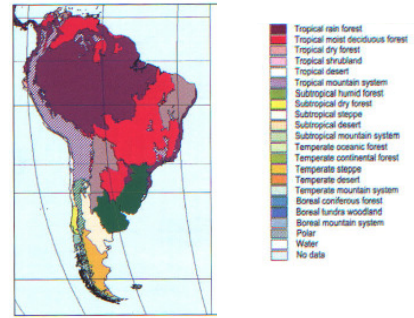 Tropical rain forest
Tropical moist deciduous forest
Tropical dry forest
Tropical shrubland
Tropical desert
Tropical mountain system
Subtropical humid forest
Subtropical dry forest
Subtropical steppe
Subtropical desert
Subtropical mountain system
Temperate oceanic forest
Temperate continental forest
Temperate steppe
Temperate desert
Temperate mountain system
Boreal coniferous forest
Boreal tundra woodland
Boreal mountain system
Polar
Water
No data